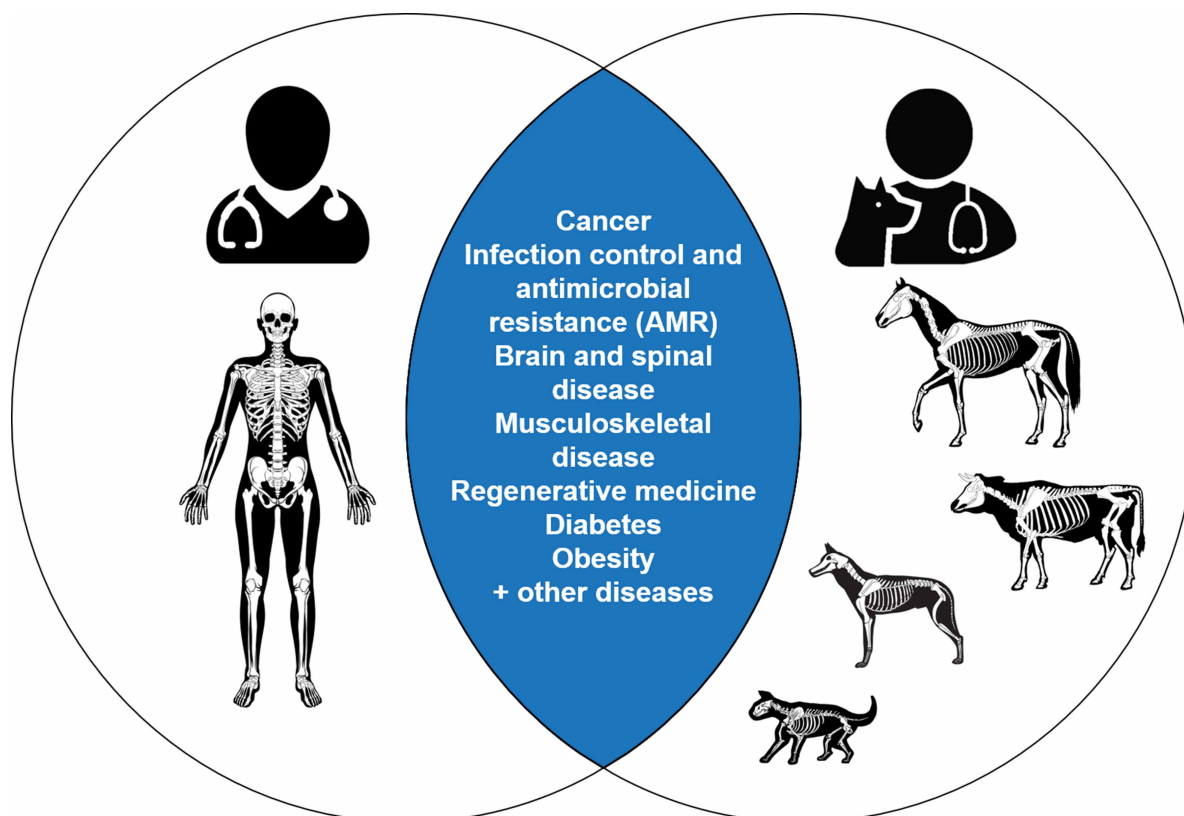 Cancer
Infection control and
antimicrobial
resistance (AMR)
Brain and spinal
disease
Musculoskeletal
disease
Regenerative medicine
Diabetes
Obesity
+ other diseases